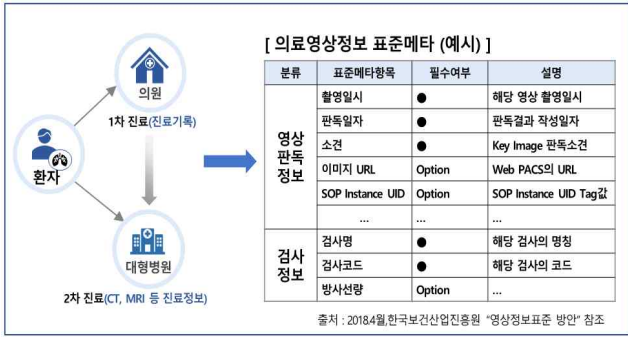 의원
1차 진료(진료기록)
환자
대형병원
2차 진료(CT, MRI 등 진료정보)
[ 의료영상정보 표준메타 (예시) ]
분류 표준메타항목 필수여부 설명
영상
판독
정보
촬영일시 ● 해당 영상 촬영일시
판독일자 ● 판독결과 작성일자
소견 ● Key Image 판독소견
이미지 URL Option Web PACS의 URL
SOP Instance UID Option SOP Instance UID Tag값
... ... ...
검사
정보
검사명 ● 해당 검사의 명칭
검사코드 ● 해당 검사의 코드
방사선량 Option ...
출처 : 2018.4월,한국보건산업진흥원 "영상정보표준 방안" 참조